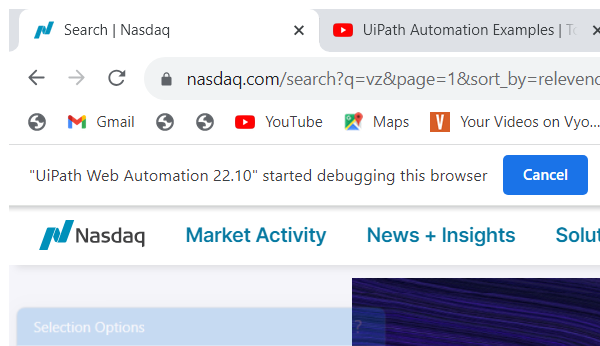 Search | Nasdaq
UiPath Automation Examples |
nasdaq.com/search?q=vz&page=1&sort_by=relevenc
Gmail YouTube Maps Your Videos on Vyo...
"UiPath Web Automation 22.10" started debugging this browser Cancel
Nasdaq Market Activity News + Insights Solut
Selection Options ?